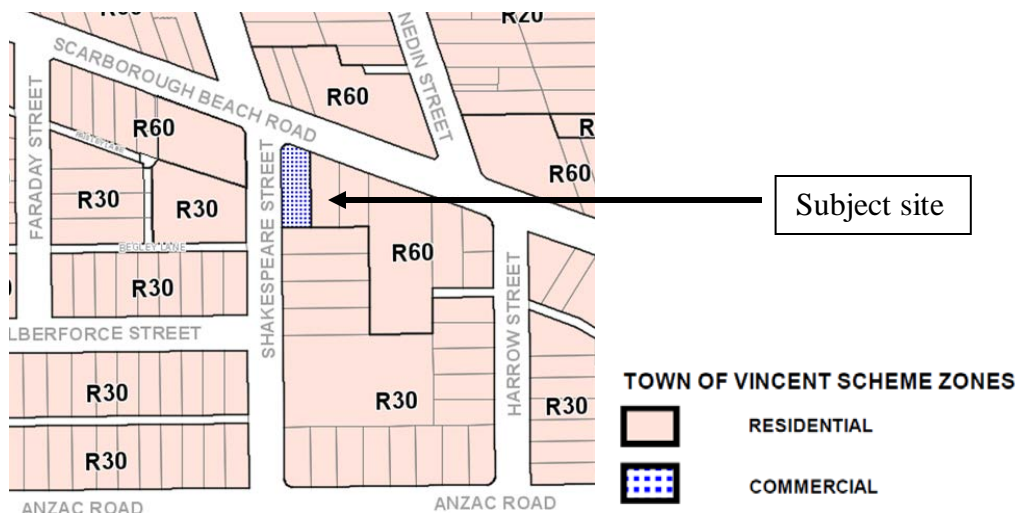 R20
SCARBOROUGH BEACH ROAD
NEDIN STREET
FARADAY STREET
R60
R60
R
R60
SHAKESPEARE STREET
R30
R30
Subject site
BEGLEY LANE
R60
R30
HARROW STREET
LBERFORCE STREET
TOWN OF VINCENT SCHEME ZONES
R30
R30
R30
RESIDENTIAL
R30
COMMERCIAL
ANZAC ROAD
ANZAC ROAD